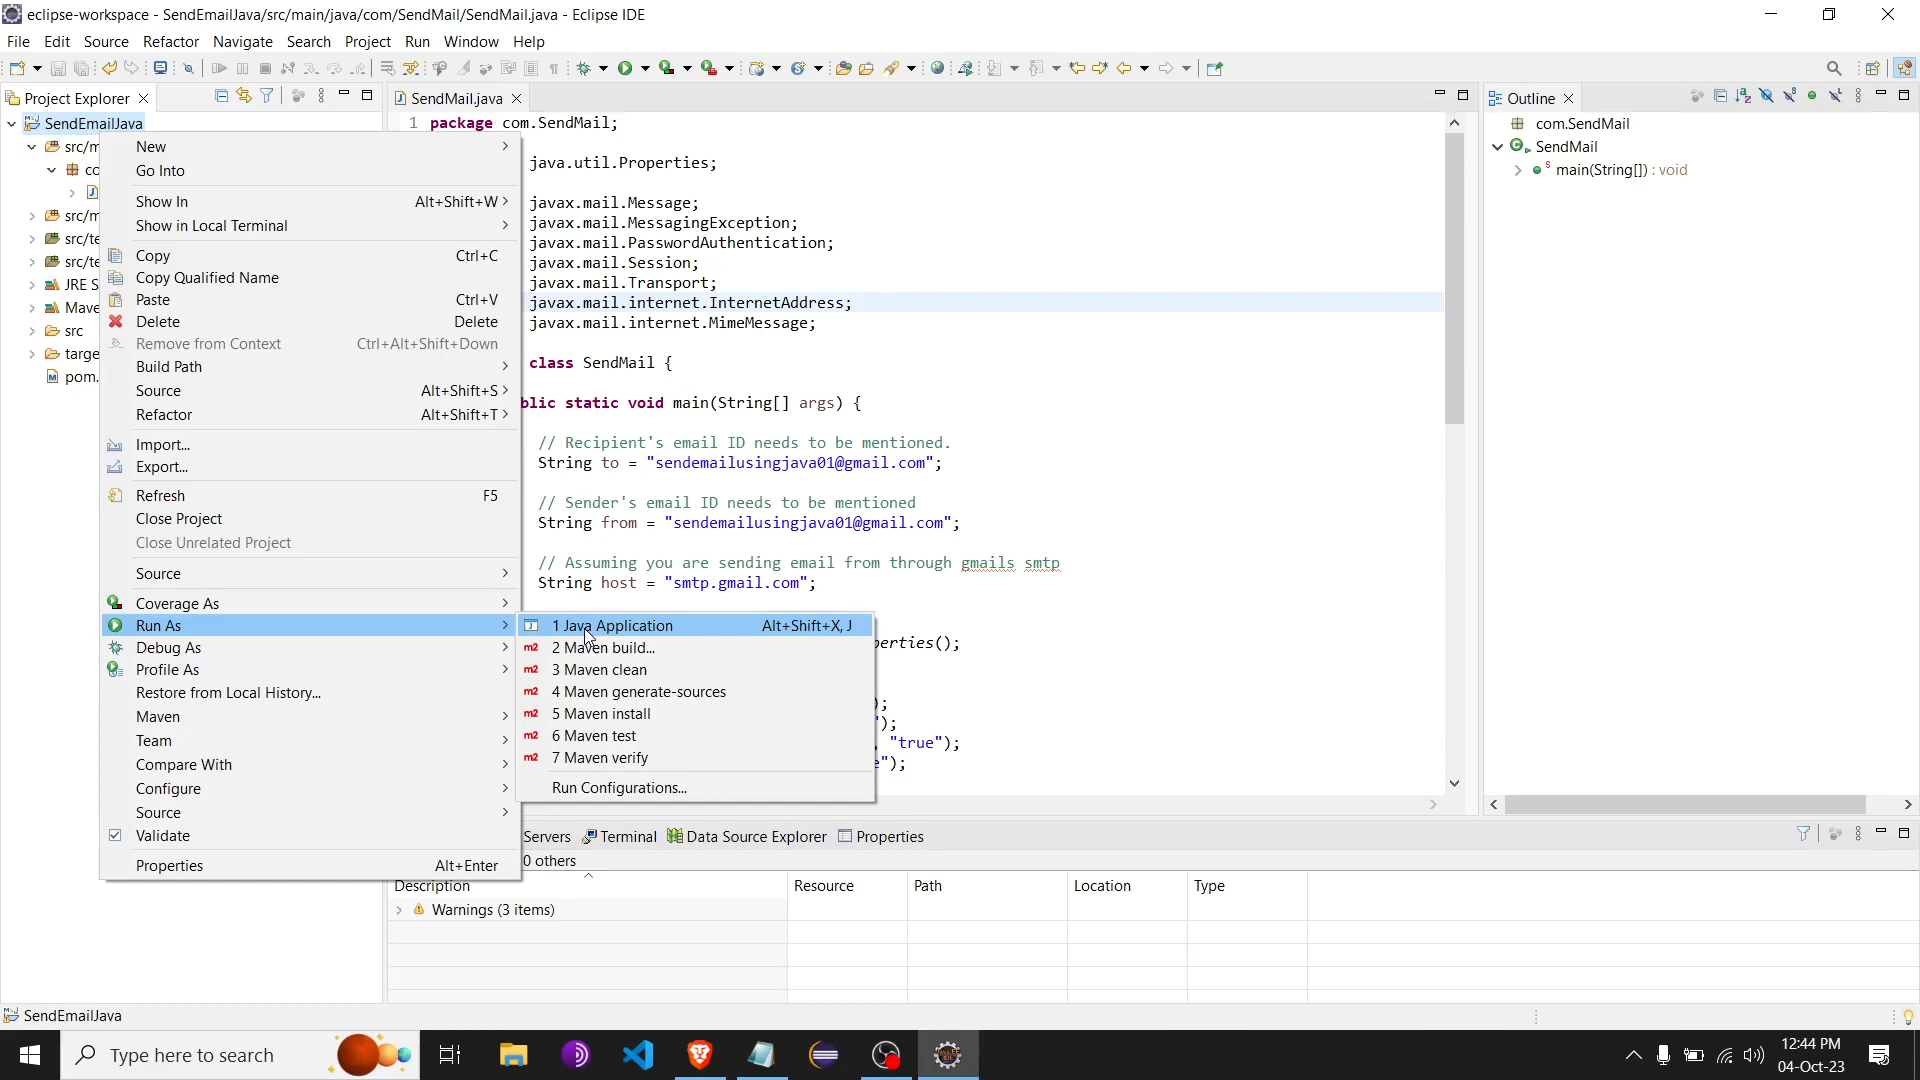 eclipse-workspace - SendEmailJava/src/main/java/com/SendMail/SendMail.java - Eclipse IDE
File Edit Source Refactor Navigate Search Project Run Window Help
Project Explorer
SendEmailJava
src/m
co
src/m
src/te
src/te
JRE S
Mave
src
targe
pom.
New
Go Into
Show In Alt+Shift+W
Show in Local Terminal
Copy Ctrl+C
Copy Qualified Name
Paste Ctrl+V
Delete Delete
Remove from Context Ctrl+Alt+Shift+Down
Build Path
Source Alt+Shift+S
Refactor Alt+Shift+T
Import...
Export...
Refresh F5
Close Project
Close Unrelated Project
Source
Coverage As
Run As
Debug As
Profile As
Restore from Local History...
Maven
Team
Compare With
Configure
Source
Validate
Properties Alt+Enter
1 Java Application Alt+Shift+X, J
2 Maven build...
3 Maven clean
4 Maven generate-sources
5 Maven install
6 Maven test
7 Maven verify
Run Configurations...
SendMail.java
1 package com.SendMail;
java.util.Properties;
javax.mail.Message;
javax.mail.MessagingException;
javax.mail.PasswordAuthentication;
javax.mail.Session;
javax.mail.Transport;
javax.mail.internet.InternetAddress;
javax.mail.internet.MimeMessage;
class SendMail {
blic static void main(String[] args) {
// Recipient's email ID needs to be mentioned.
String to = "sendemailusingjava01@gmail.com";
// Sender's email ID needs to be mentioned
String from = "sendemailusingjava01@gmail.com";
// Assuming you are sending email from through gmails smtp
String host = "smtp.gmail.com";
perties();
);
");
, "true");
e");
Outline
com.SendMail
SendMail
main(String[]) : void
Servers Terminal Data Source Explorer Properties
0 others
Description Resource Path Location Type
Warnings (3 items)
SendEmailJava
Type here to search
12:44 PM
04-Oct-23